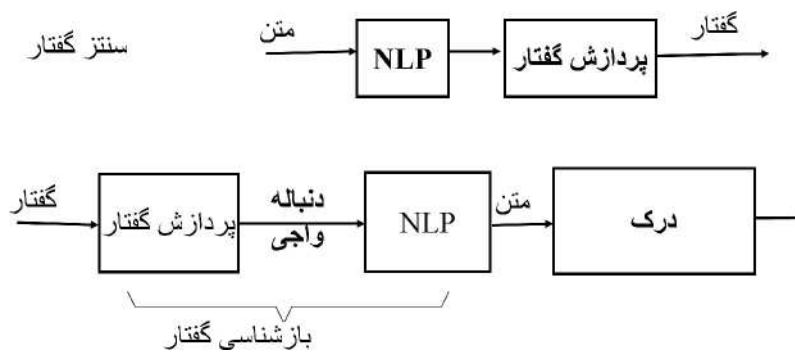 سنتز گفتار
متن
NLP
پردازش گفتار
گفتار
گفتار
پردازش گفتار
دنباله
واجی
NLP
متن
درک
بازشناسی گفتار